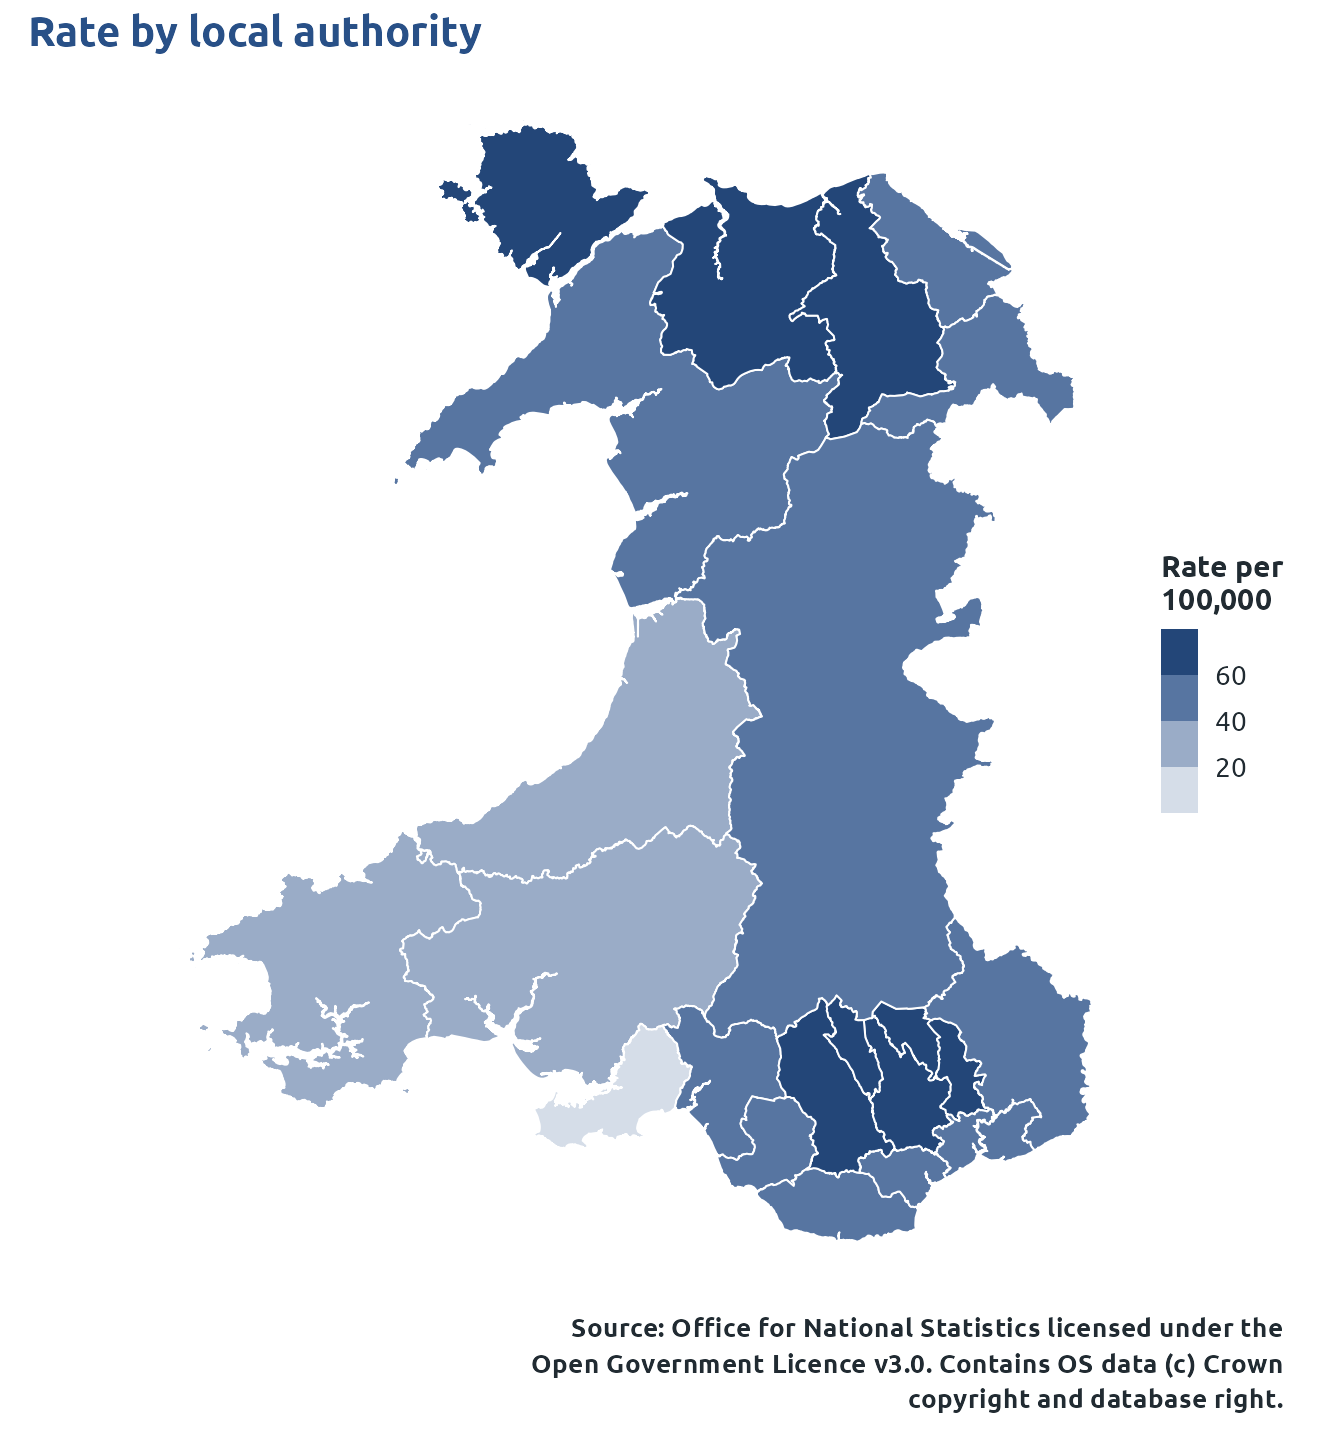 Rate by local authority
Rate per
100,000
60
40
20
Source: Office for National Statistics licensed under the
Open Government Licence v3.0. Contains OS data (c) Crown
copyright and database right.